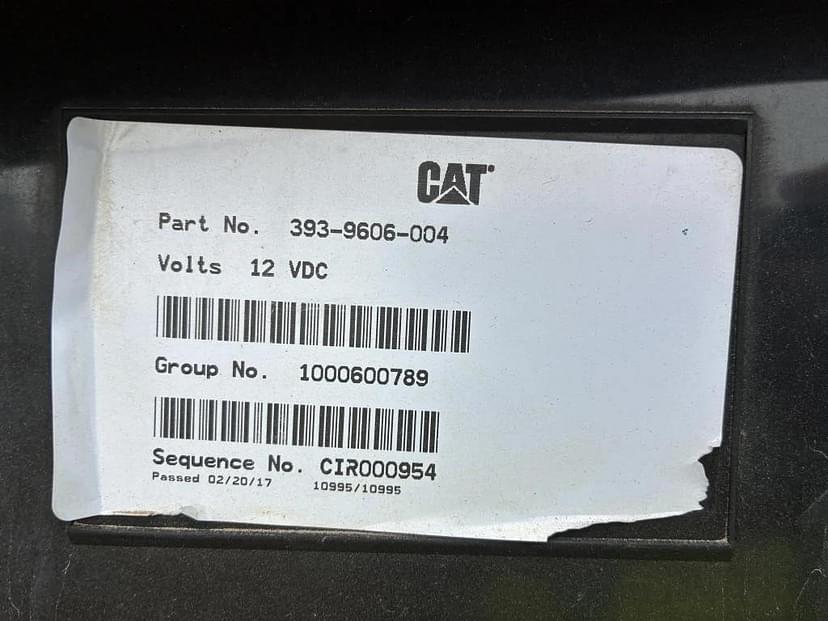 CAT
Part No. 393-9606-004
Volts 12 VDC
Group No. 1000600789
Sequence No. CIR000954
Passed 02/20/17 10995/10995